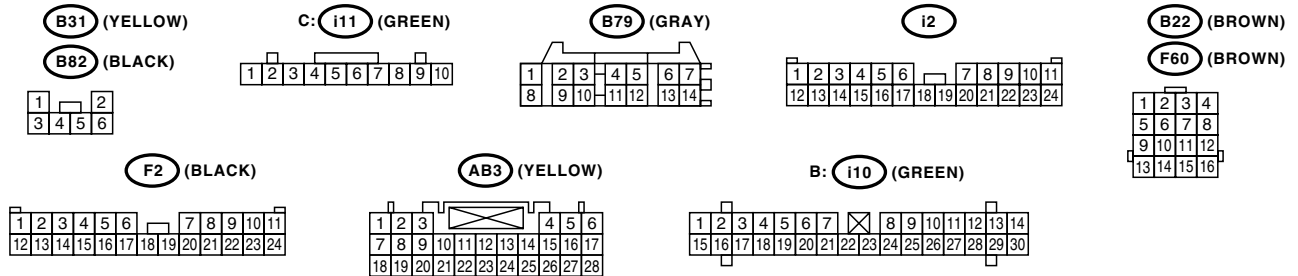 B31 (YELLOW)
B82 (BLACK)
1 2
3 4 5 6
C: i11 (GREEN)
1 2 3 4 5 6 7 8 9 10
B79 (GRAY)
1 2 3 4 5 6 7
8 9 10 11 12 13 14
i2
1 2 3 4 5 6 7 8 9 10 11
12 13 14 15 16 17 18 19 20 21 22 23 24
B22 (BROWN)
F60 (BROWN)
1 2 3 4
5 6 7 8
9 10 11 12
13 14 15 16
F2 (BLACK)
1 2 3 4 5 6 7 8 9 10 11
12 13 14 15 16 17 18 19 20 21 22 23 24
AB3 (YELLOW)
1 2 3 4 5 6
7 8 9 10 11 12 13 14 15 16 17
18 19 20 21 22 23 24 25 26 27 28
B: i10 (GREEN)
1 2 3 4 5 6 7 8 9 10 11 12 13 14
15 16 17 18 19 20 21 22 23 24 25 26 27 28 29 30